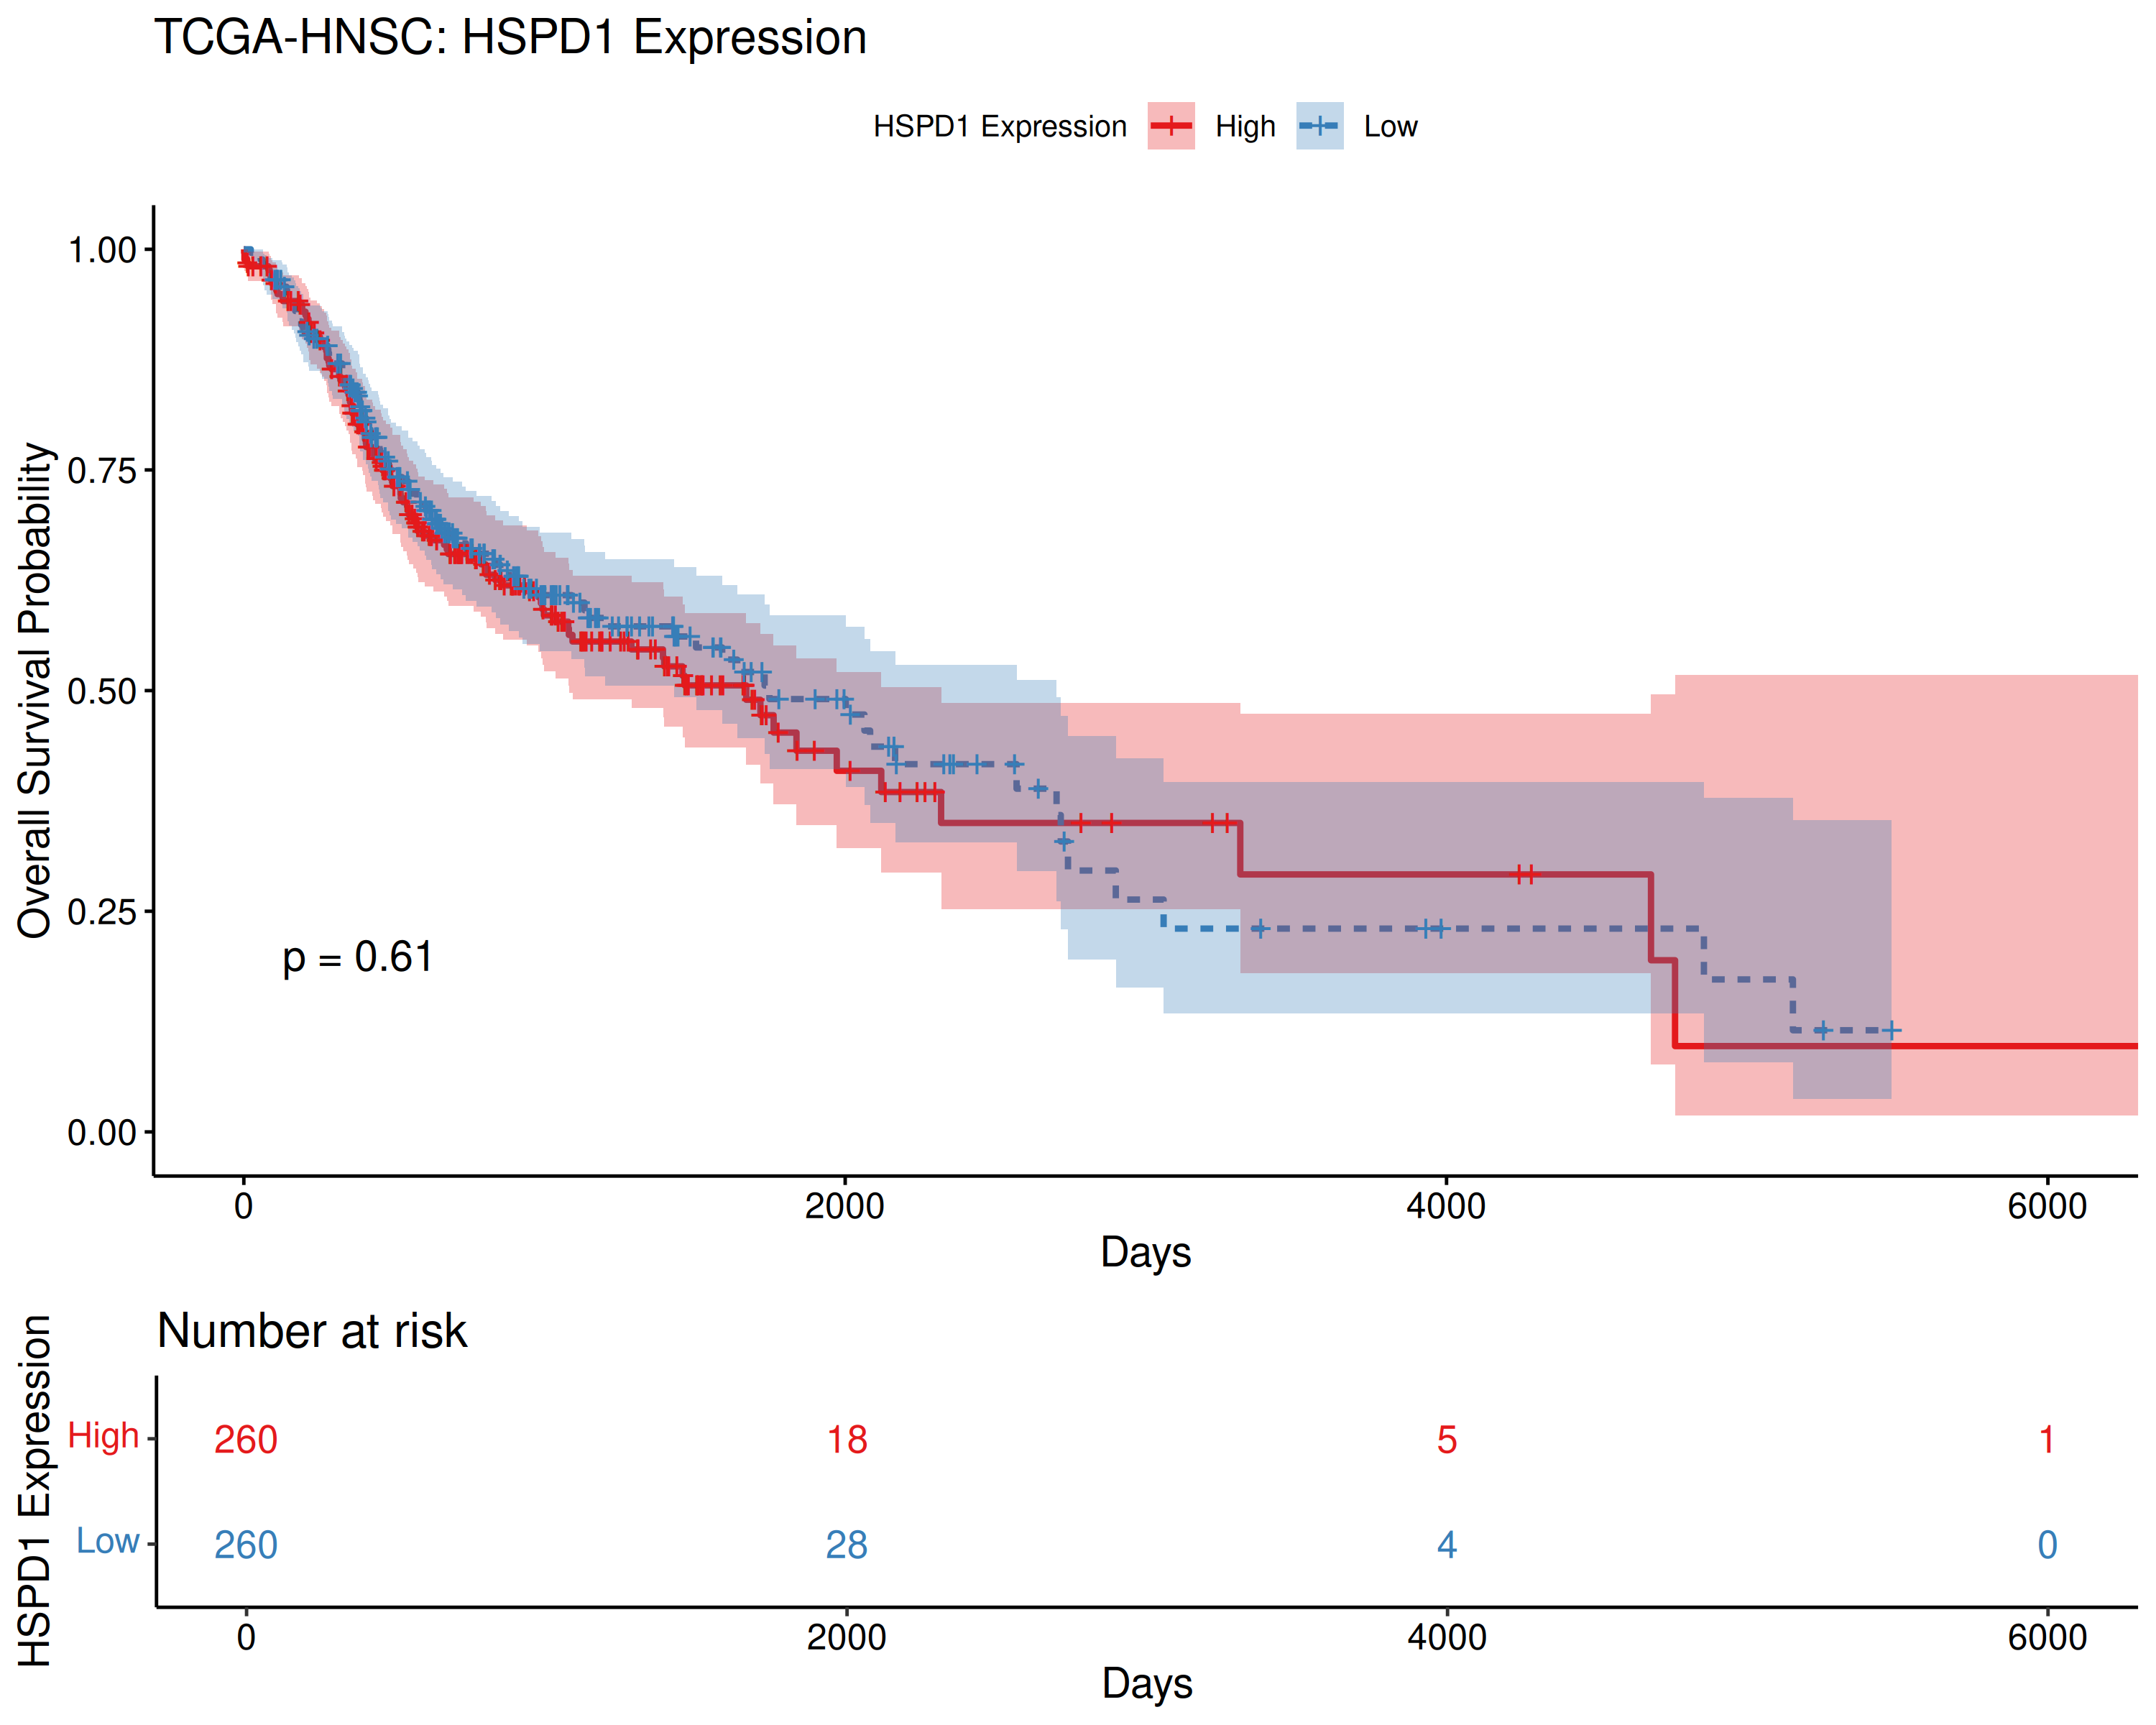 TCGA-HNSC: HSPD1 Expression
HSPD1 Expression High Low
Overall Survival Probability
1.00
0.75
0.50
0.25
0.00
p = 0.61
0 2000 4000 6000
Days
Number at risk
HSPD1 Expression
High 260 18 5 1
Low 260 28 4 0
0 2000 4000 6000
Days